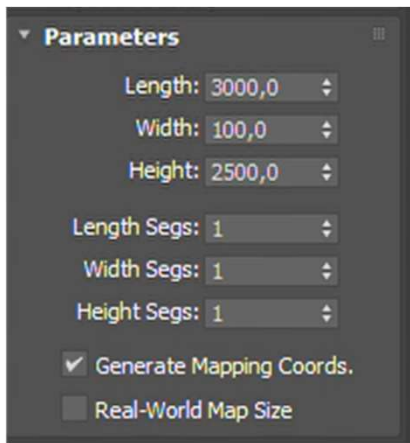 Parameters
Length: 3000,0
Width: 100,0
Height: 2500,0
Length Segs: 1
Width Segs: 1
Height Segs: 1
Generate Mapping Coords.
Real-World Map Size